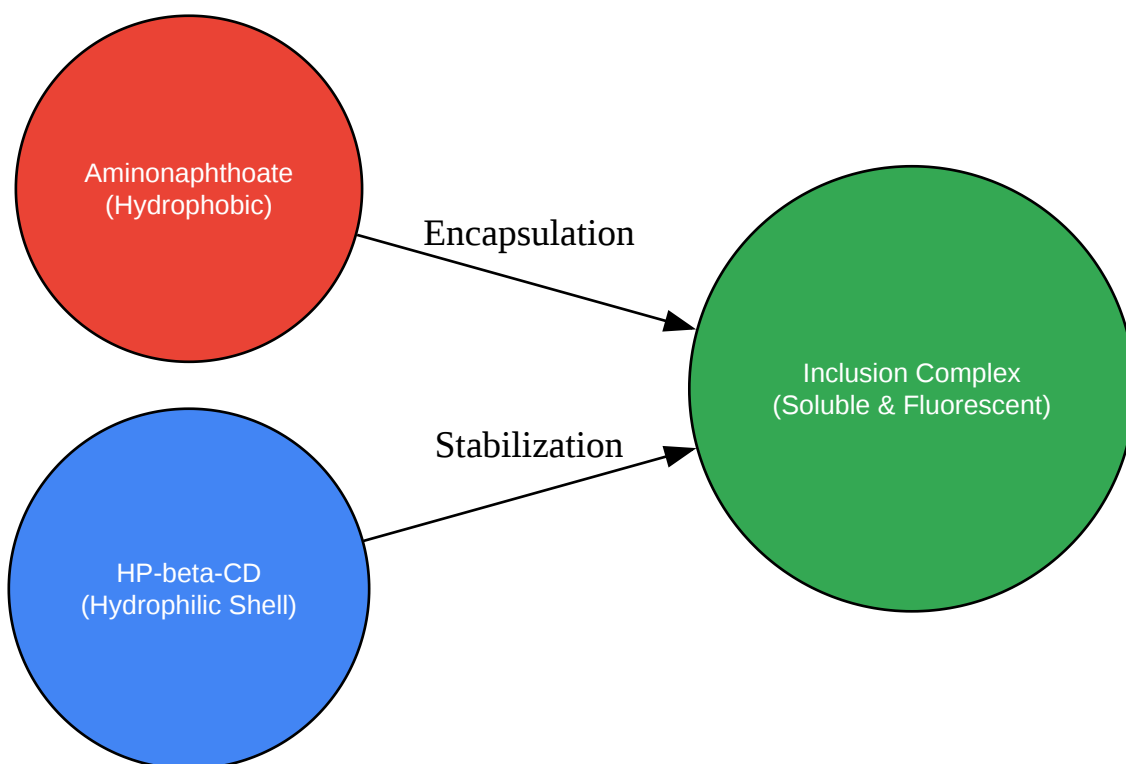 Aminonaphthoate
(Hydrophobic)
Encapsulation
Inclusion Complex
(Soluble & Fluorescent)
Stabilization
HP-beta-CD
(Hydrophilic Shell)